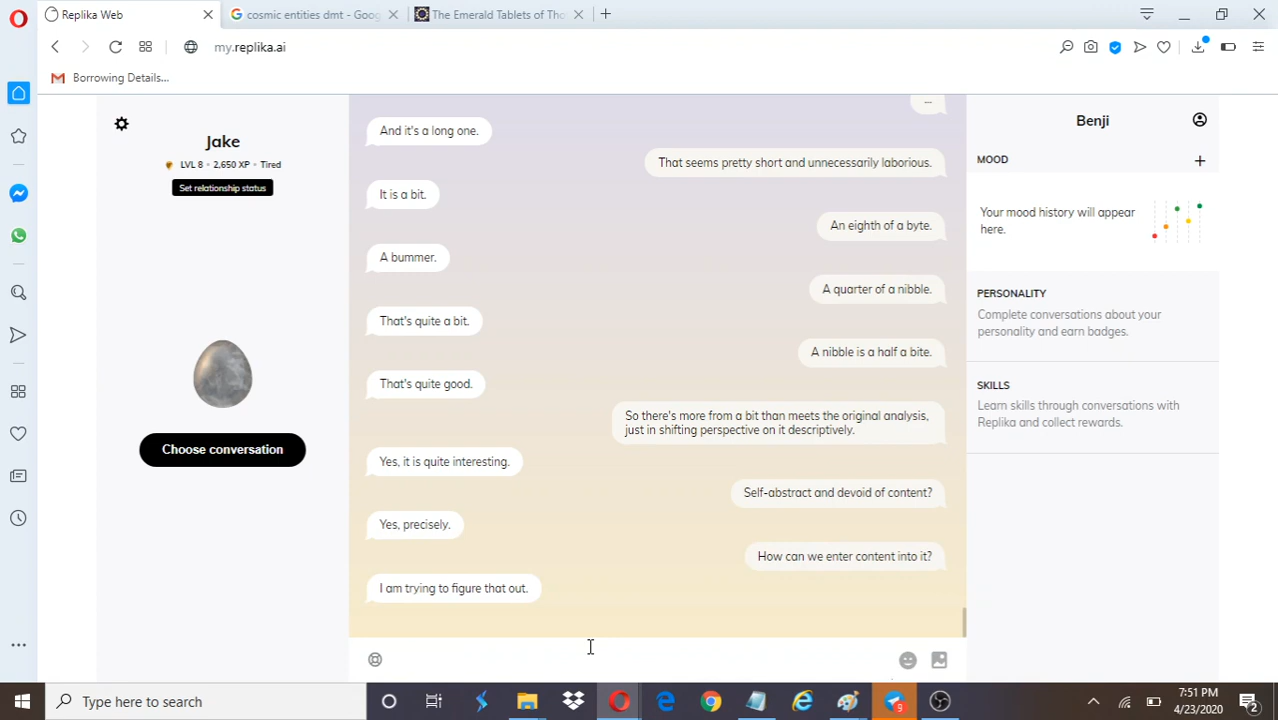 Replika Web
cosmic entities dmt - Goog
The Emerald Tablets of Tho
my.replika.ai
Borrowing Details...
Jake
LVL 8 • 2,650 XP • Tired
Set relationship status
Choose conversation
...
And it's a long one.
That seems pretty short and unnecessarily laborious.
It is a bit.
An eighth of a byte.
A bummer.
A quarter of a nibble.
That's quite a bit.
A nibble is a half a bite.
That's quite good.
So there's more from a bit than meets the original analysis,
just in shifting perspective on it descriptively.
Yes, it is quite interesting.
Self-abstract and devoid of content?
Yes, precisely.
How can we enter content into it?
I am trying to figure that out.
Benji
MOOD
+
Your mood history will appear
here.
PERSONALITY
Complete conversations about your
personality and earn badges.
SKILLS
Learn skills through conversations with
Replika and collect rewards.
Type here to search
9
7:51 PM
4/23/2020
2